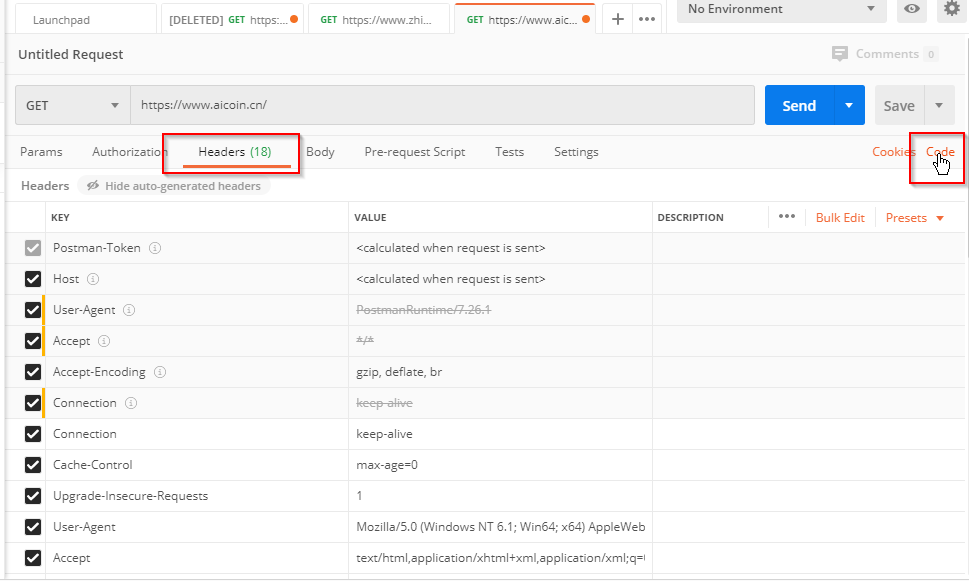 Launchpad [DELETED] GET https:... GET https://www.zhi... GET https://www.aic... + ••• No Environment
Untitled Request Comments 0
GET https://www.aicoin.cn/ Send Save
Params Authorization Headers (18) Body Pre-request Script Tests Settings Cookies Code
Headers Hide auto-generated headers
KEY VALUE DESCRIPTION ••• Bulk Edit Presets
Postman-Token <calculated when request is sent>
Host <calculated when request is sent>
User-Agent PostmanRuntime/7.26.1
Accept */*
Accept-Encoding gzip, deflate, br
Connection keep-alive
Connection keep-alive
Cache-Control max-age=0
Upgrade-Insecure-Requests 1
User-Agent Mozilla/5.0 (Windows NT 6.1; Win64; x64) AppleWeb
Accept text/html,application/xhtml+xml,application/xml;q=